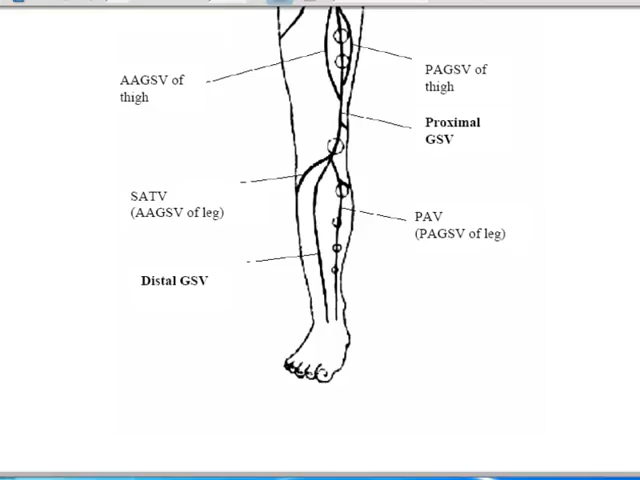 AAGSV of
thigh
PAGSV of
thigh
Proximal
GSV
SATV
(AAGSV of leg)
PAV
(PAGSV of leg)
Distal GSV